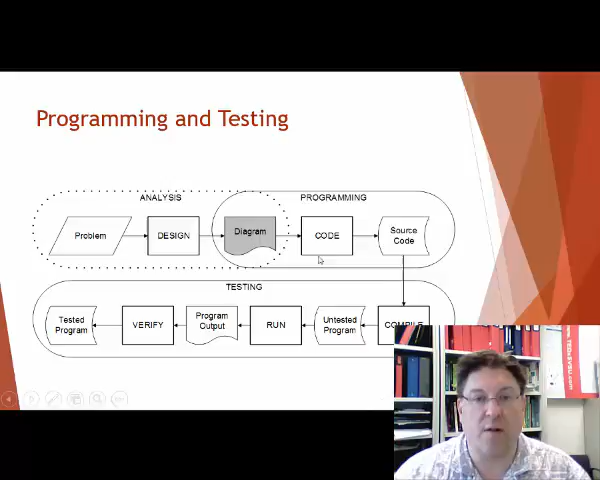 Programming and Testing
ANALYSIS
PROGRAMMING
Problem
DESIGN
Diagram
CODE
Source
Code
TESTING
Tested
Program
VERIFY
Program
Output
RUN
Untested
Program
COMPILE